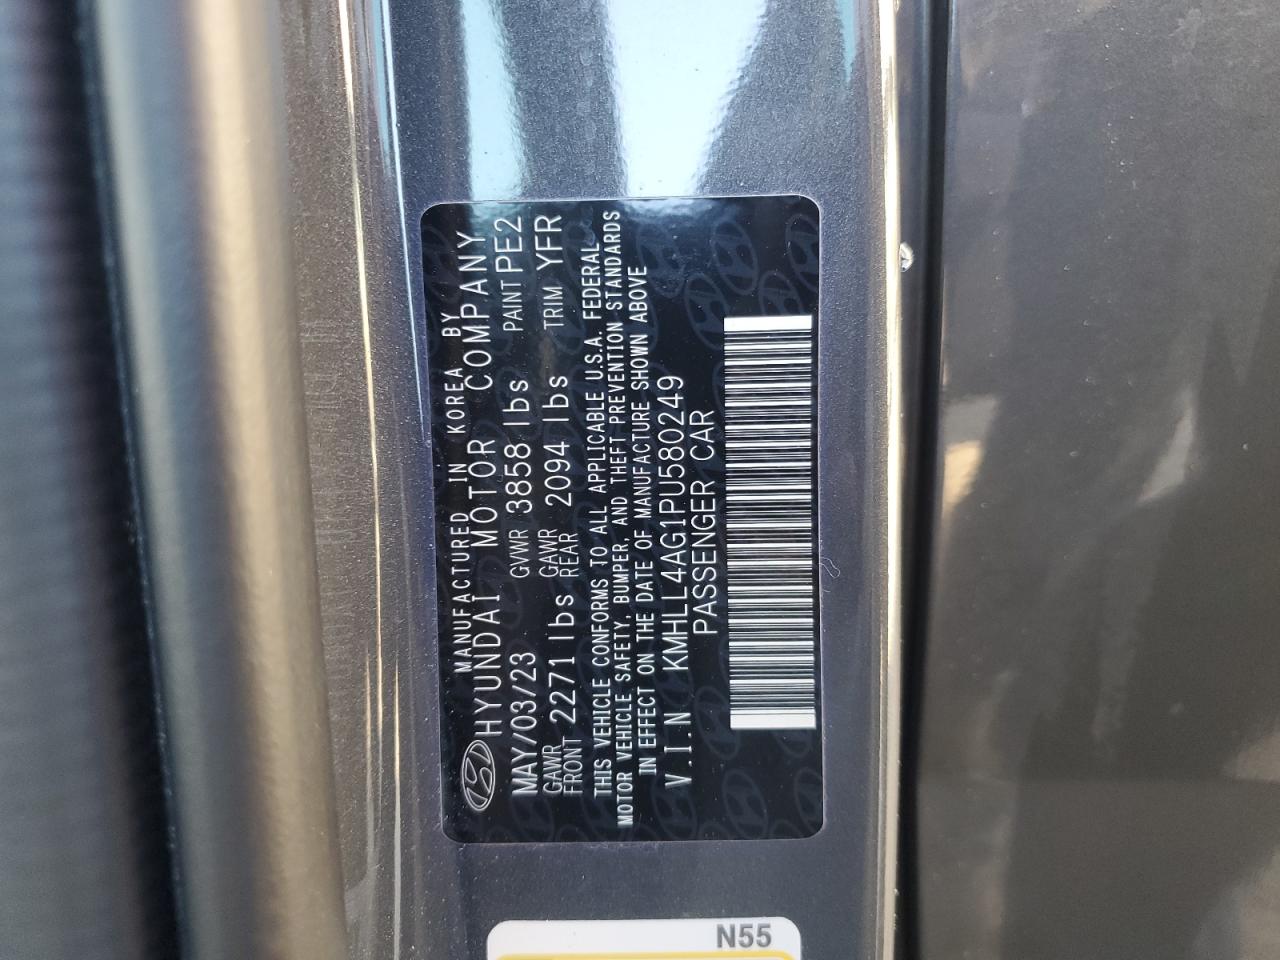 MANUFACTURED IN KOREA BY
HYUNDAI MOTOR COMPANY
MAY/03/23 GVWR 3858 lbs PAINT PE2
GAWR FRONT 2271 lbs GAWR REAR 2094 lbs TRIM YFR
THIS VEHICLE CONFORMS TO ALL APPLICABLE U.S.A. FEDERAL
MOTOR VEHICLE SAFETY, BUMPER, AND THEFT PREVENTION STANDARDS
IN EFFECT ON THE DATE OF MANUFACTURE SHOWN ABOVE
V.I.N KMHLL4AG1PU580249
PASSENGER CAR
N55